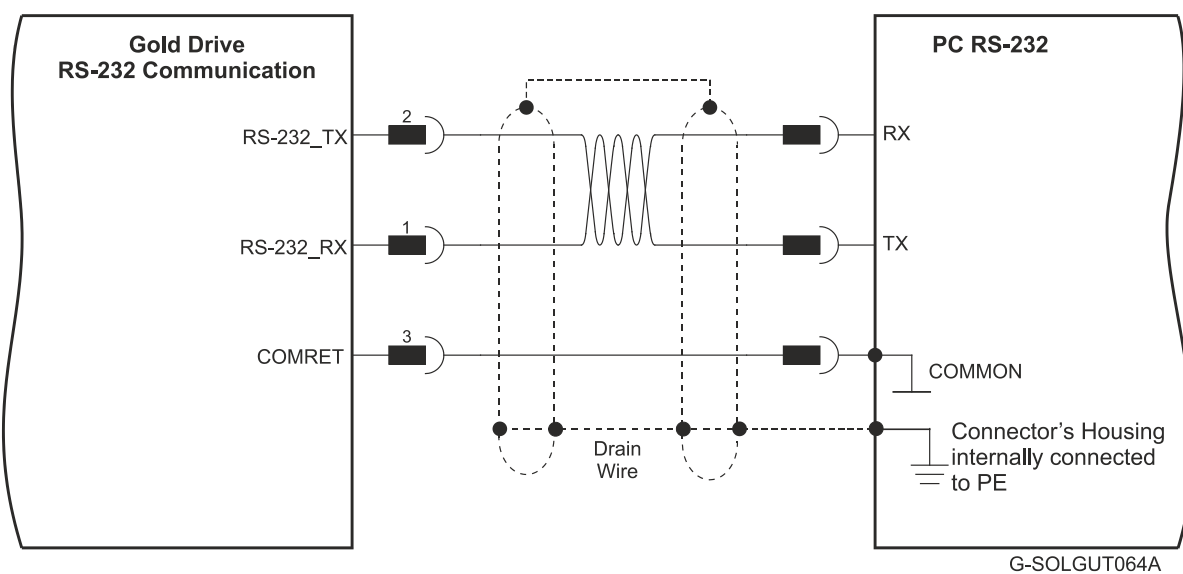 Gold Drive
RS-232 Communication
PC RS-232
2
RS-232_TX
RX
1
RS-232_RX
TX
3
COMRET
COMMON
Drain
Wire
Connector's Housing
internally connected
to PE
G-SOLGUT064A